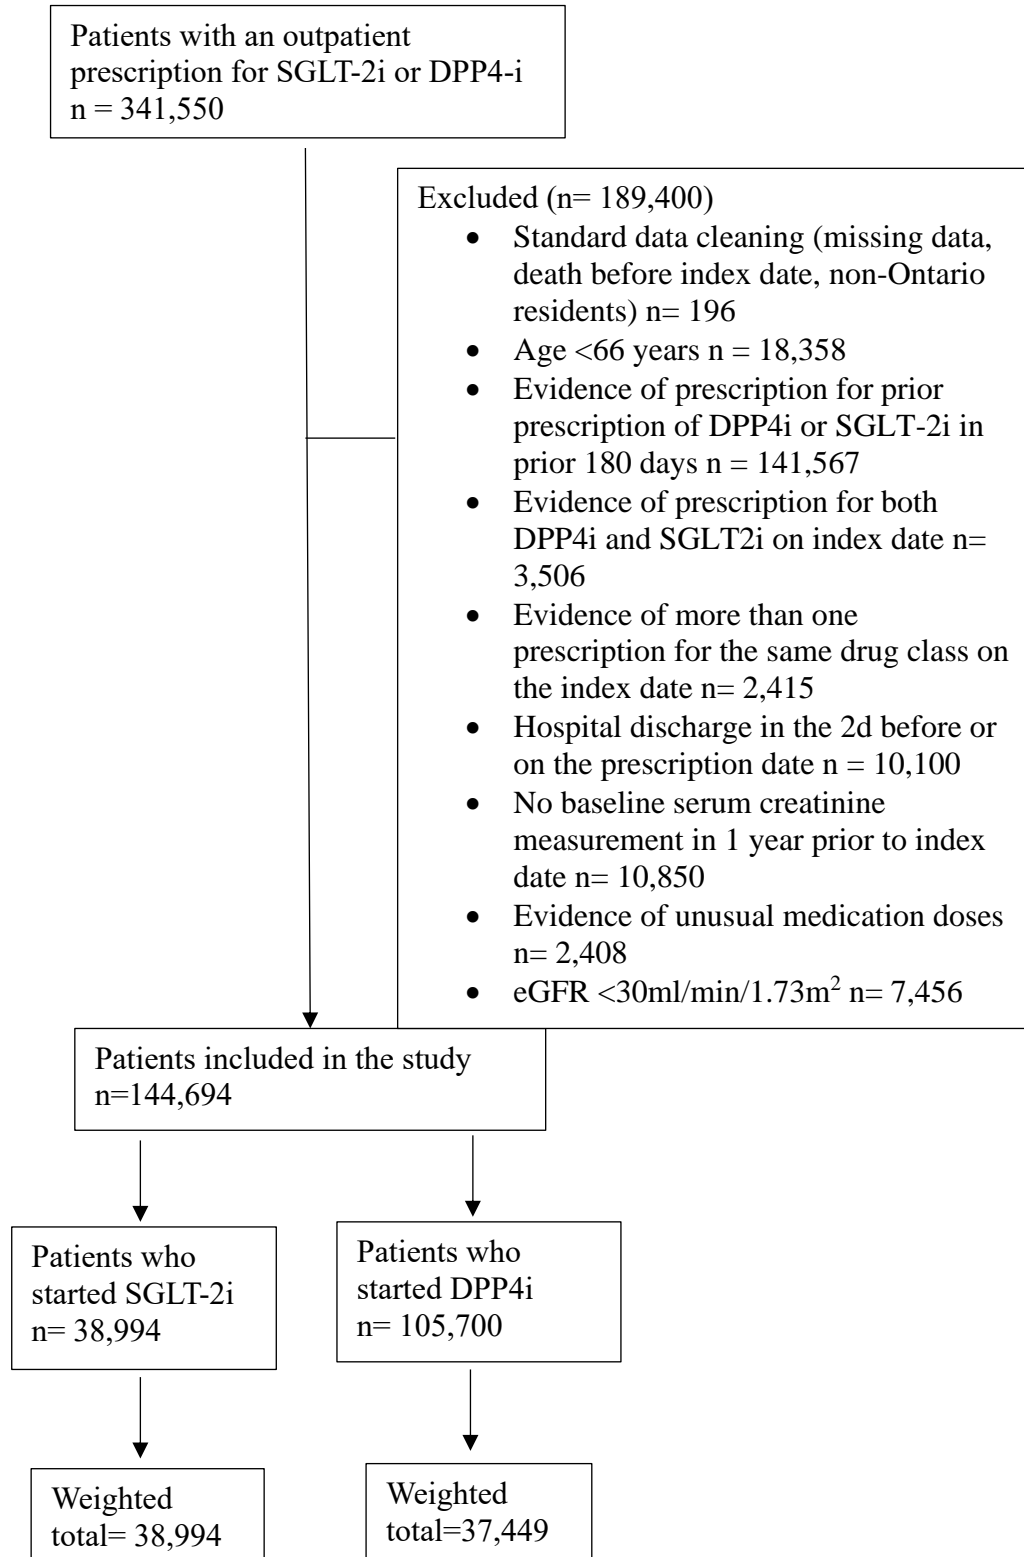 Patients with an outpatient
prescription for SGLT-2i or DPP4-i
n = 341,550
Excluded (n= 189,400)
• Standard data cleaning (missing data,
death before index date, non-Ontario
residents) n= 196
• Age <66 years n = 18,358
• Evidence of prescription for prior
prescription of DPP4i or SGLT-2i in
prior 180 days n = 141,567
• Evidence of prescription for both
DPP4i and SGLT2i on index date n=
3,506
• Evidence of more than one
prescription for the same drug class on
the index date n= 2,415
• Hospital discharge in the 2d before or
on the prescription date n = 10,100
• No baseline serum creatinine
measurement in 1 year prior to index
date n= 10,850
• Evidence of unusual medication doses
n= 2,408
• eGFR <30ml/min/1.73m² n= 7,456
Patients included in the study
n=144,694
Patients who
started SGLT-2i
n= 38,994
Patients who
started DPP4i
n= 105,700
Weighted
total= 38,994
Weighted
total=37,449